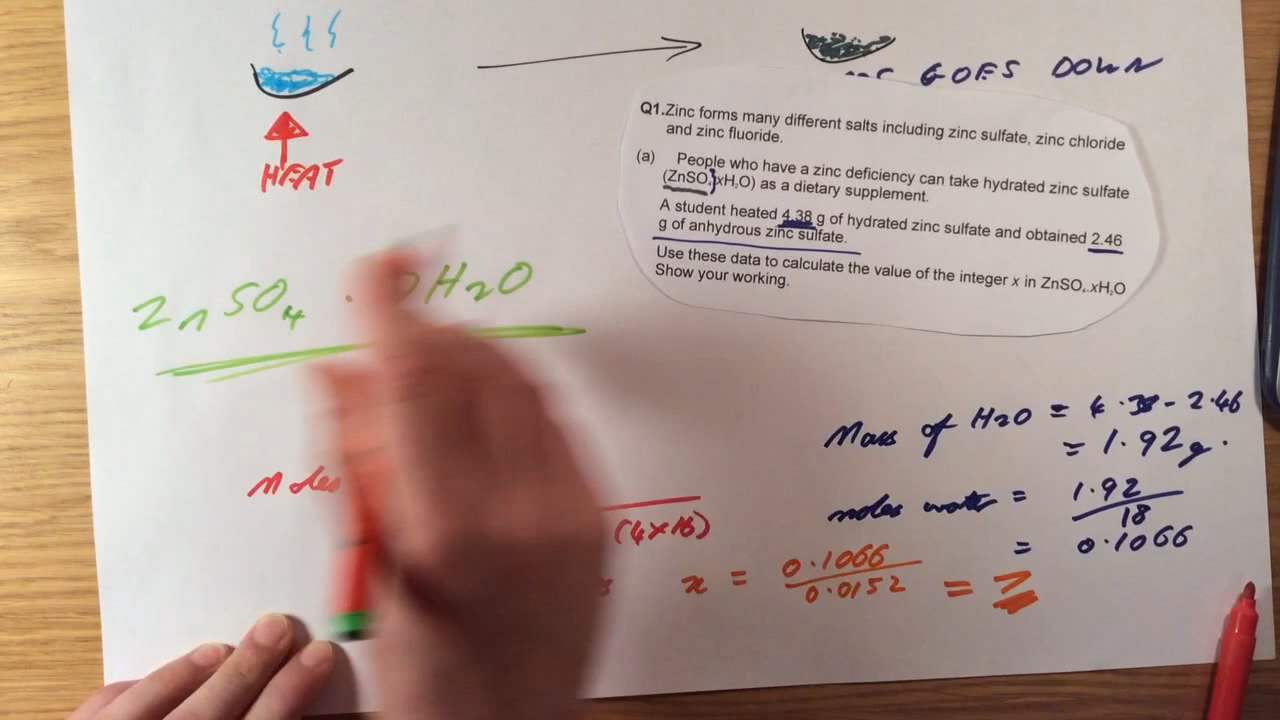 HEAT
GOES DOWN
Q1.Zinc forms many different salts including zinc sulfate, zinc chloride
and zinc fluoride.
(a) People who have a zinc deficiency can take hydrated zinc sulfate
(ZnSO₄.xH₂O) as a dietary supplement.
A student heated 4.38 g of hydrated zinc sulfate and obtained 2.46
g of anhydrous zinc sulfate.
Use these data to calculate the value of the integer x in ZnSO₄.xH₂O
Show your working.
ZnSO₄ . H₂O
Moles
(4×16)
Mass of H₂O = 4.38 - 2.46
= 1.92g.
moles water = 1.92
18
= 0.1066
x = 0.1066
0.0152
= 7